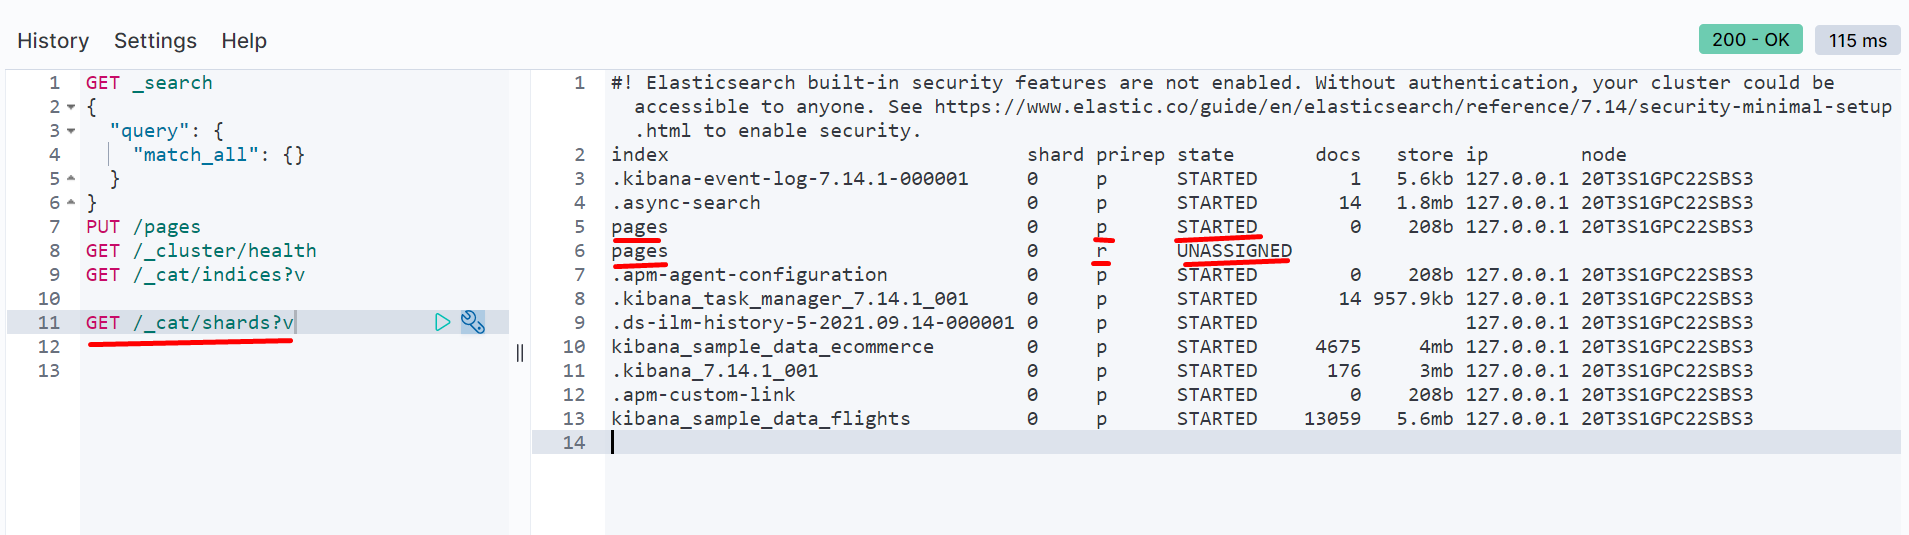 History Settings Help
200 - OK 115 ms
1 GET _search
2 {
3 "query": {
4 "match_all": {}
5 }
6 }
7 PUT /pages
8 GET /_cluster/health
9 GET /_cat/indices?v
10
11 GET /_cat/shards?v
12
13
1 #! Elasticsearch built-in security features are not enabled. Without authentication, your cluster could be
accessible to anyone. See https://www.elastic.co/guide/en/elasticsearch/reference/7.14/security-minimal-setup
.html to enable security.
2 index shard prirep state docs store ip node
3 .kibana-event-log-7.14.1-000001 0 p STARTED 1 5.6kb 127.0.0.1 20T3S1GPC22SBS3
4 .async-search 0 p STARTED 14 1.8mb 127.0.0.1 20T3S1GPC22SBS3
5 pages 0 p STARTED 0 208b 127.0.0.1 20T3S1GPC22SBS3
6 pages 0 r UNASSIGNED
7 .apm-agent-configuration 0 p STARTED 0 208b 127.0.0.1 20T3S1GPC22SBS3
8 .kibana_task_manager_7.14.1_001 0 p STARTED 14 957.9kb 127.0.0.1 20T3S1GPC22SBS3
9 .ds-ilm-history-5-2021.09.14-000001 0 p STARTED 127.0.0.1 20T3S1GPC22SBS3
10 kibana_sample_data_ecommerce 0 p STARTED 4675 4mb 127.0.0.1 20T3S1GPC22SBS3
11 .kibana_7.14.1_001 0 p STARTED 176 3mb 127.0.0.1 20T3S1GPC22SBS3
12 .apm-custom-link 0 p STARTED 0 208b 127.0.0.1 20T3S1GPC22SBS3
13 kibana_sample_data_flights 0 p STARTED 13059 5.6mb 127.0.0.1 20T3S1GPC22SBS3
14